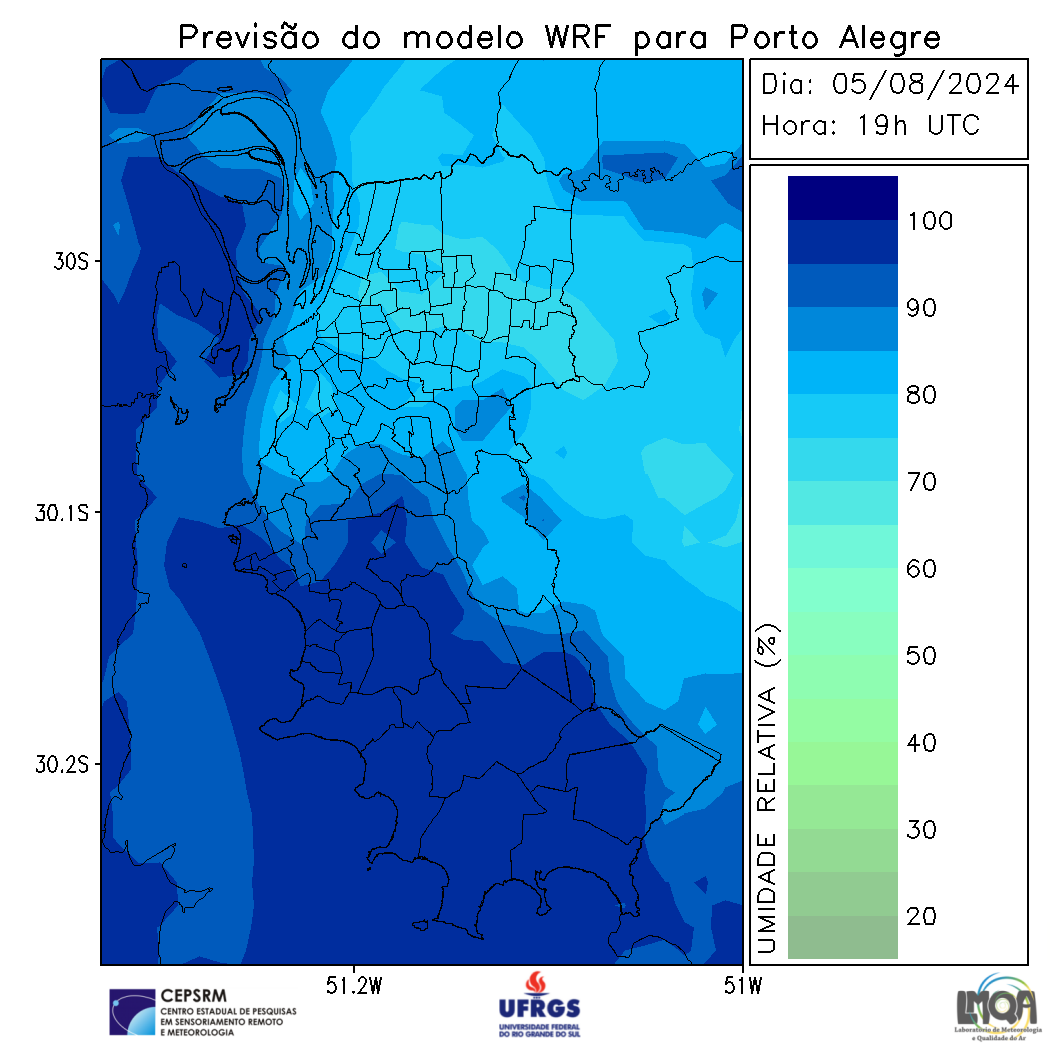 Previsão do modelo WRF para Porto Alegre
Dia: 05/08/2024
Hora: 19h UTC
30S
30.1S
30.2S
51.2W
51W
100
90
80
70
60
50
40
30
20
UMIDADE RELATIVA (%)
CEPSRM
CENTRO ESTADUAL DE PESQUISAS
EM SENSORIAMENTO REMOTO
E METEOROLOGIA
UFRGS
UNIVERSIDADE FEDERAL
DO RIO GRANDE DO SUL
LMQA
Laboratório de Meteorologia
e Qualidade do Ar